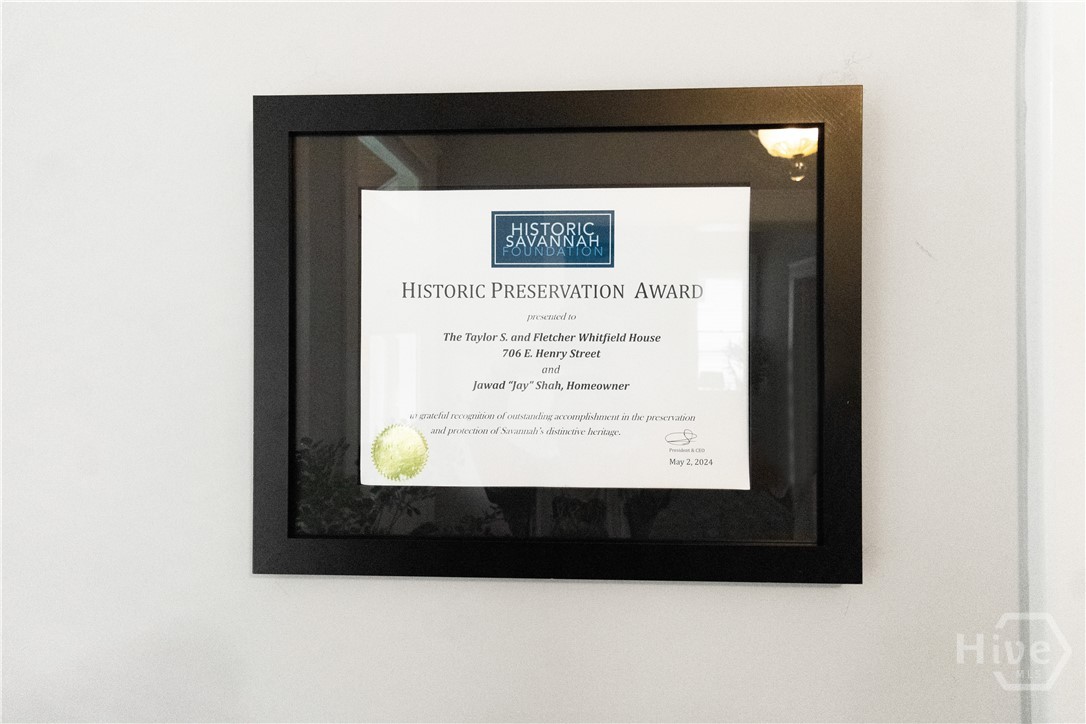 HISTORIC
SAVANNAH
FOUNDATION
HISTORIC PRESERVATION AWARD
presented to
The Taylor S. and Fletcher Whitfield House
706 E. Henry Street
and
Jawad "Jay" Shah, Homeowner
in grateful recognition of outstanding accomplishment in the preservation
and protection of Savannah's distinctive heritage.
President & CEO
May 2, 2024
Hive
MLS